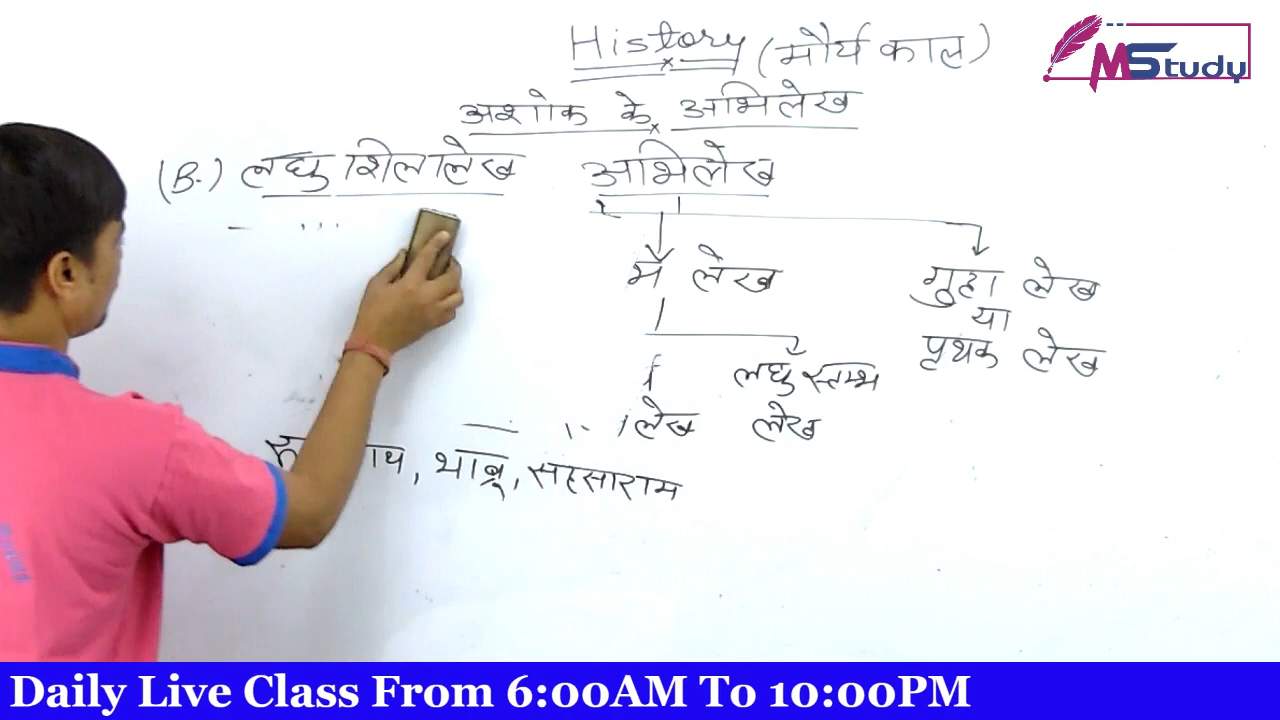 History (मौर्य काल)
MStudy
अशोक के अभिलेख
(B.) लघु शिलालेख
अभिलेख
लेख
गुहा लेख
या
पृथक लेख
लघु स्तम्भ
लेख लेख
भाब्रू, सहसाराम
Daily Live Class From 6:00AM To 10:00PM